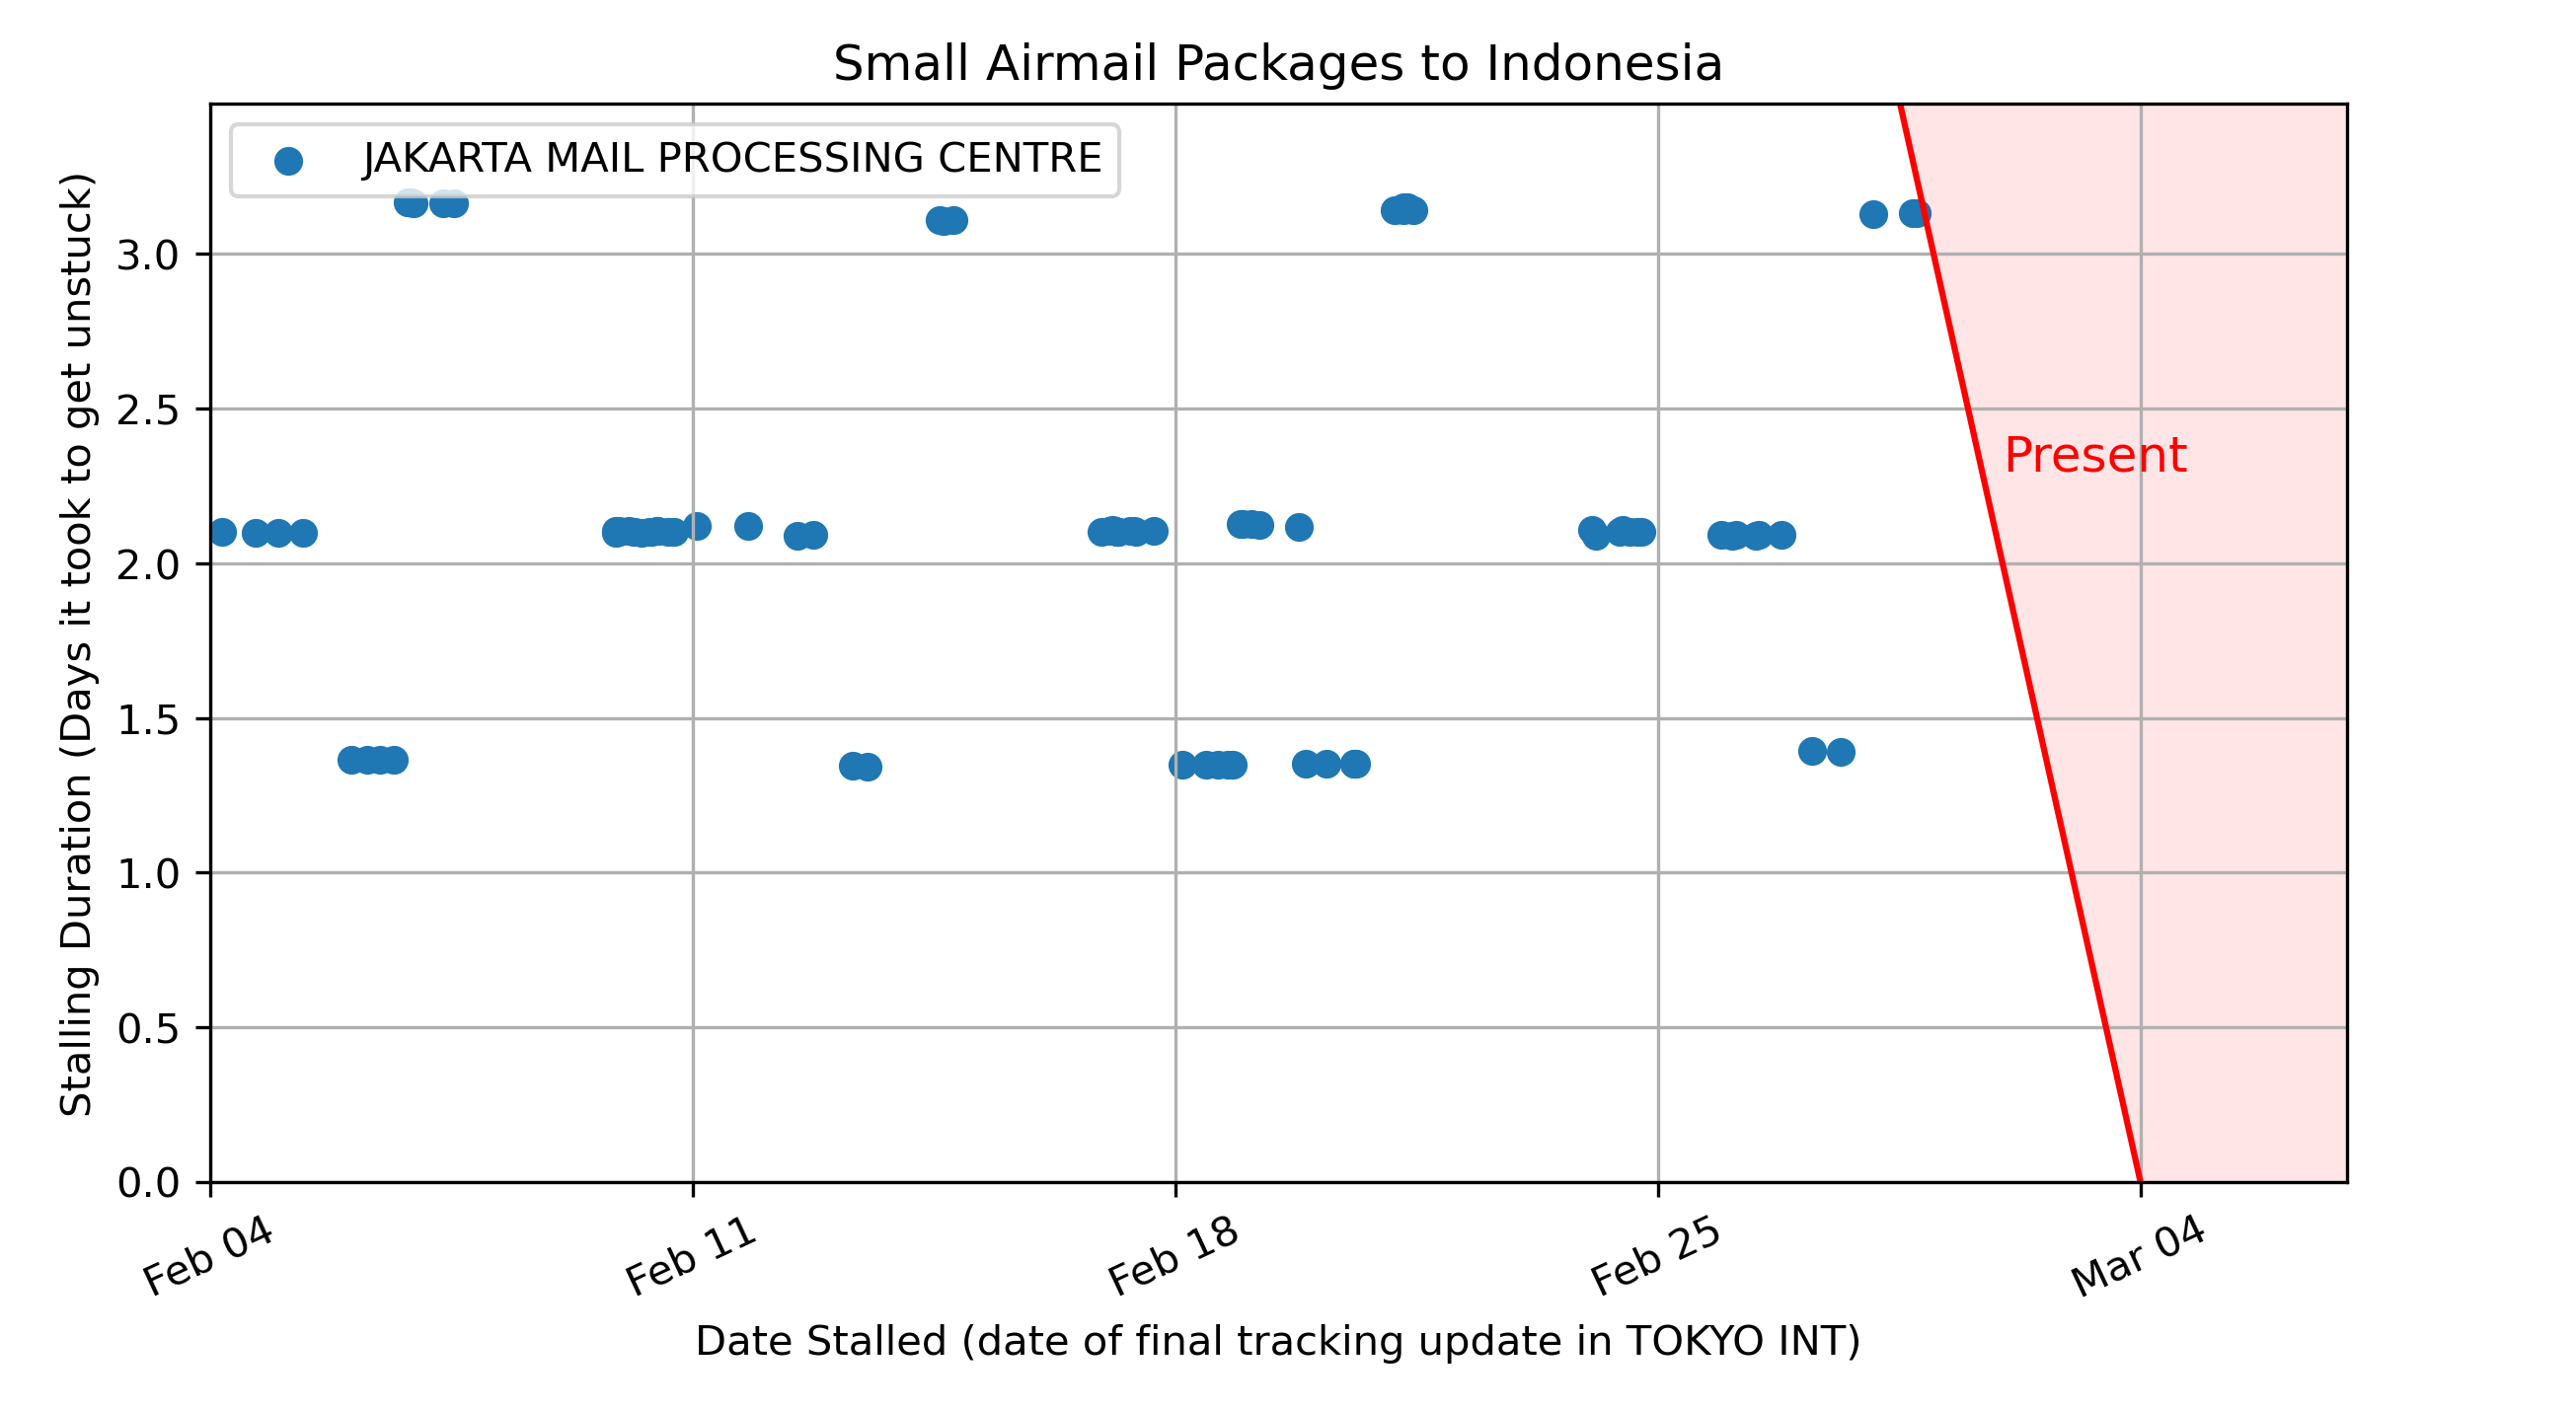 Small Airmail Packages to Indonesia
JAKARTA MAIL PROCESSING CENTRE
Stalling Duration (Days it took to get unstuck)
3.0
2.5
2.0
1.5
1.0
0.5
0.0
Present
Feb 04
Feb 11
Feb 18
Feb 25
Mar 04
Date Stalled (date of final tracking update in TOKYO INT)